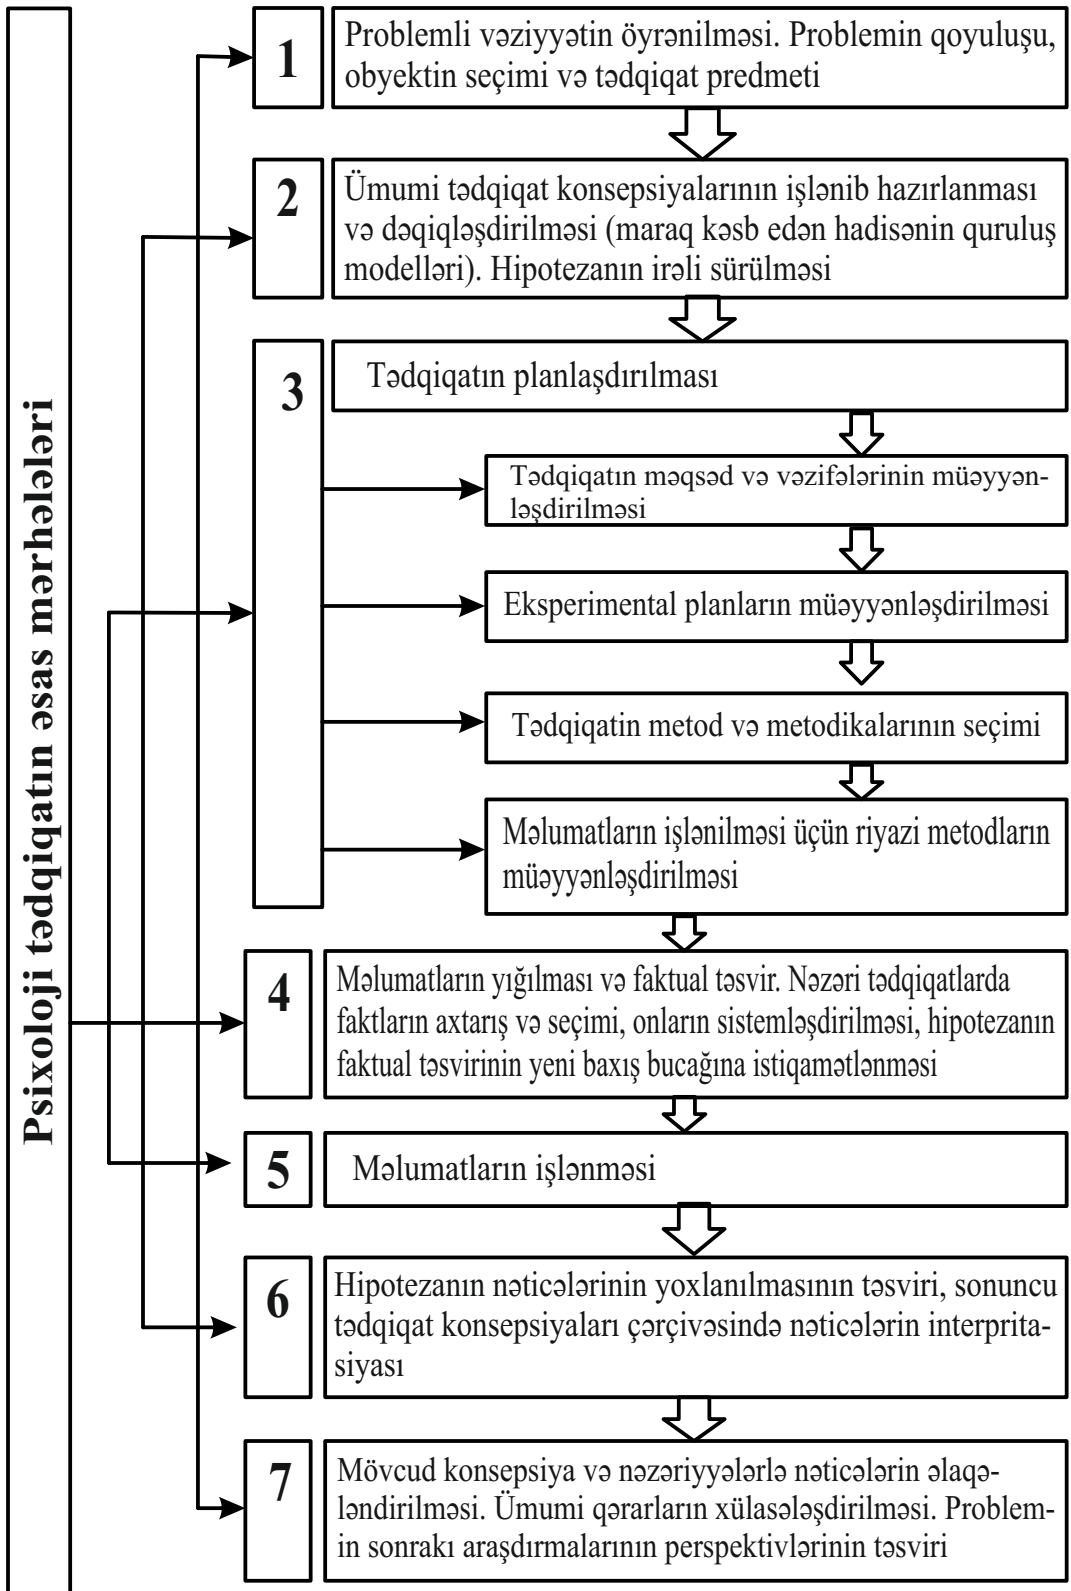 Psixoloji tədqiqatın əsas mərhələləri
1
Problemli vəziyyətin öyrənilməsi. Problemin qoyuluşu,
obyektin seçimi və tədqiqat predmeti
2
Ümumi tədqiqat konsepsiyalarının işlənib hazırlanması
və dəqiqləşdirilməsi (maraq kəsb edən hadisənin quruluş
modelləri). Hipotezanın irəli sürülməsi
3
Tədqiqatın planlaşdırılması
Tədqiqatın məqsəd və vəzifələrinin müəyyən-
ləşdirilməsi
Eksperimental planların müəyyənləşdirilməsi
Tədqiqatin metod və metodikalarının seçimi
Məlumatların işlənilməsi üçün riyazi metodların
müəyyənləşdirilməsi
4
Məlumatların yığılması və faktual təsvir. Nəzəri tədqiqatlarda
faktların axtarış və seçimi, onların sistemləşdirilməsi, hipotezanın
faktual təsvirinin yeni baxış bucağına istiqamətlənməsi
5
Məlumatların işlənməsi
6
Hipotezanın nəticələrinin yoxlanılmasının təsviri, sonuncu
tədqiqat konsepsiyaları çərçivəsində nəticələrin interprita-
siyası
7
Mövcud konsepsiya və nəzəriyyələrlə nəticələrin əlaqə-
ləndirilməsi. Ümumi qərarların xülasələşdirilməsi. Problem-
in sonrakı araşdırmalarının perspektivlərinin təsviri